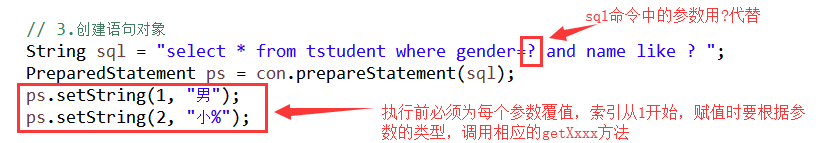 sql命令中的参数用?代替
// 3.创建语句对象
String sql = "select * from tstudent where gender=? and name like ? ";
PreparedStatement ps = con.prepareStatement(sql);
ps.setString(1, "男");
ps.setString(2, "小%");
执行前必须为每个参数覆值，索引从1开始，赋值时要根据参
数的类型，调用相应的getXxxx方法